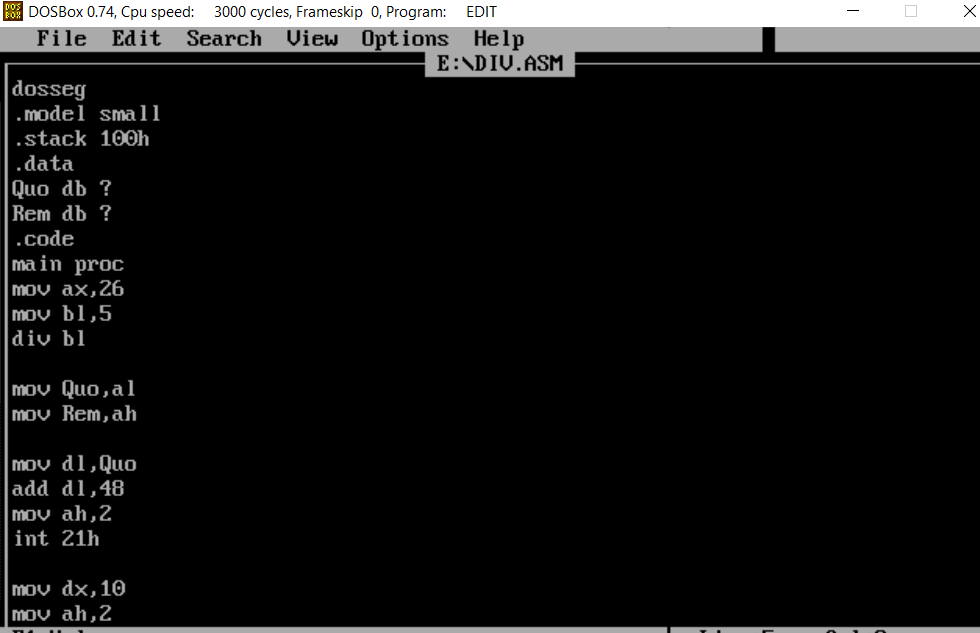 DOSBox 0.74, Cpu speed: 3000 cycles, Frameskip 0, Program: EDIT
File Edit Search View Options Help
E:\DIV.ASM
dosseg
.model small
.stack 100h
.data
Quo db ?
Rem db ?
.code
main proc
mov ax,26
mov bl,5
div bl
mov Quo,al
mov Rem,ah
mov dl,Quo
add dl,48
mov ah,2
int 21h
mov dx,10
mov ah,2